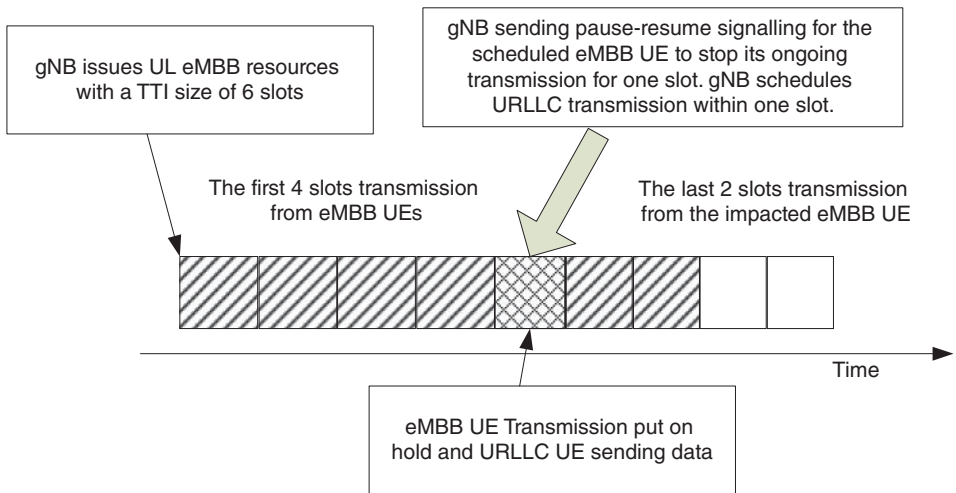 gNB issues UL eMBB resources
with a TTI size of 6 slots
gNB sending pause-resume signalling for the
scheduled eMBB UE to stop its ongoing
transmission for one slot. gNB schedules
URLLC transmission within one slot.
The first 4 slots transmission
from eMBB UEs
The last 2 slots transmission
from the impacted eMBB UE
Time
eMBB UE Transmission put on
hold and URLLC UE sending data